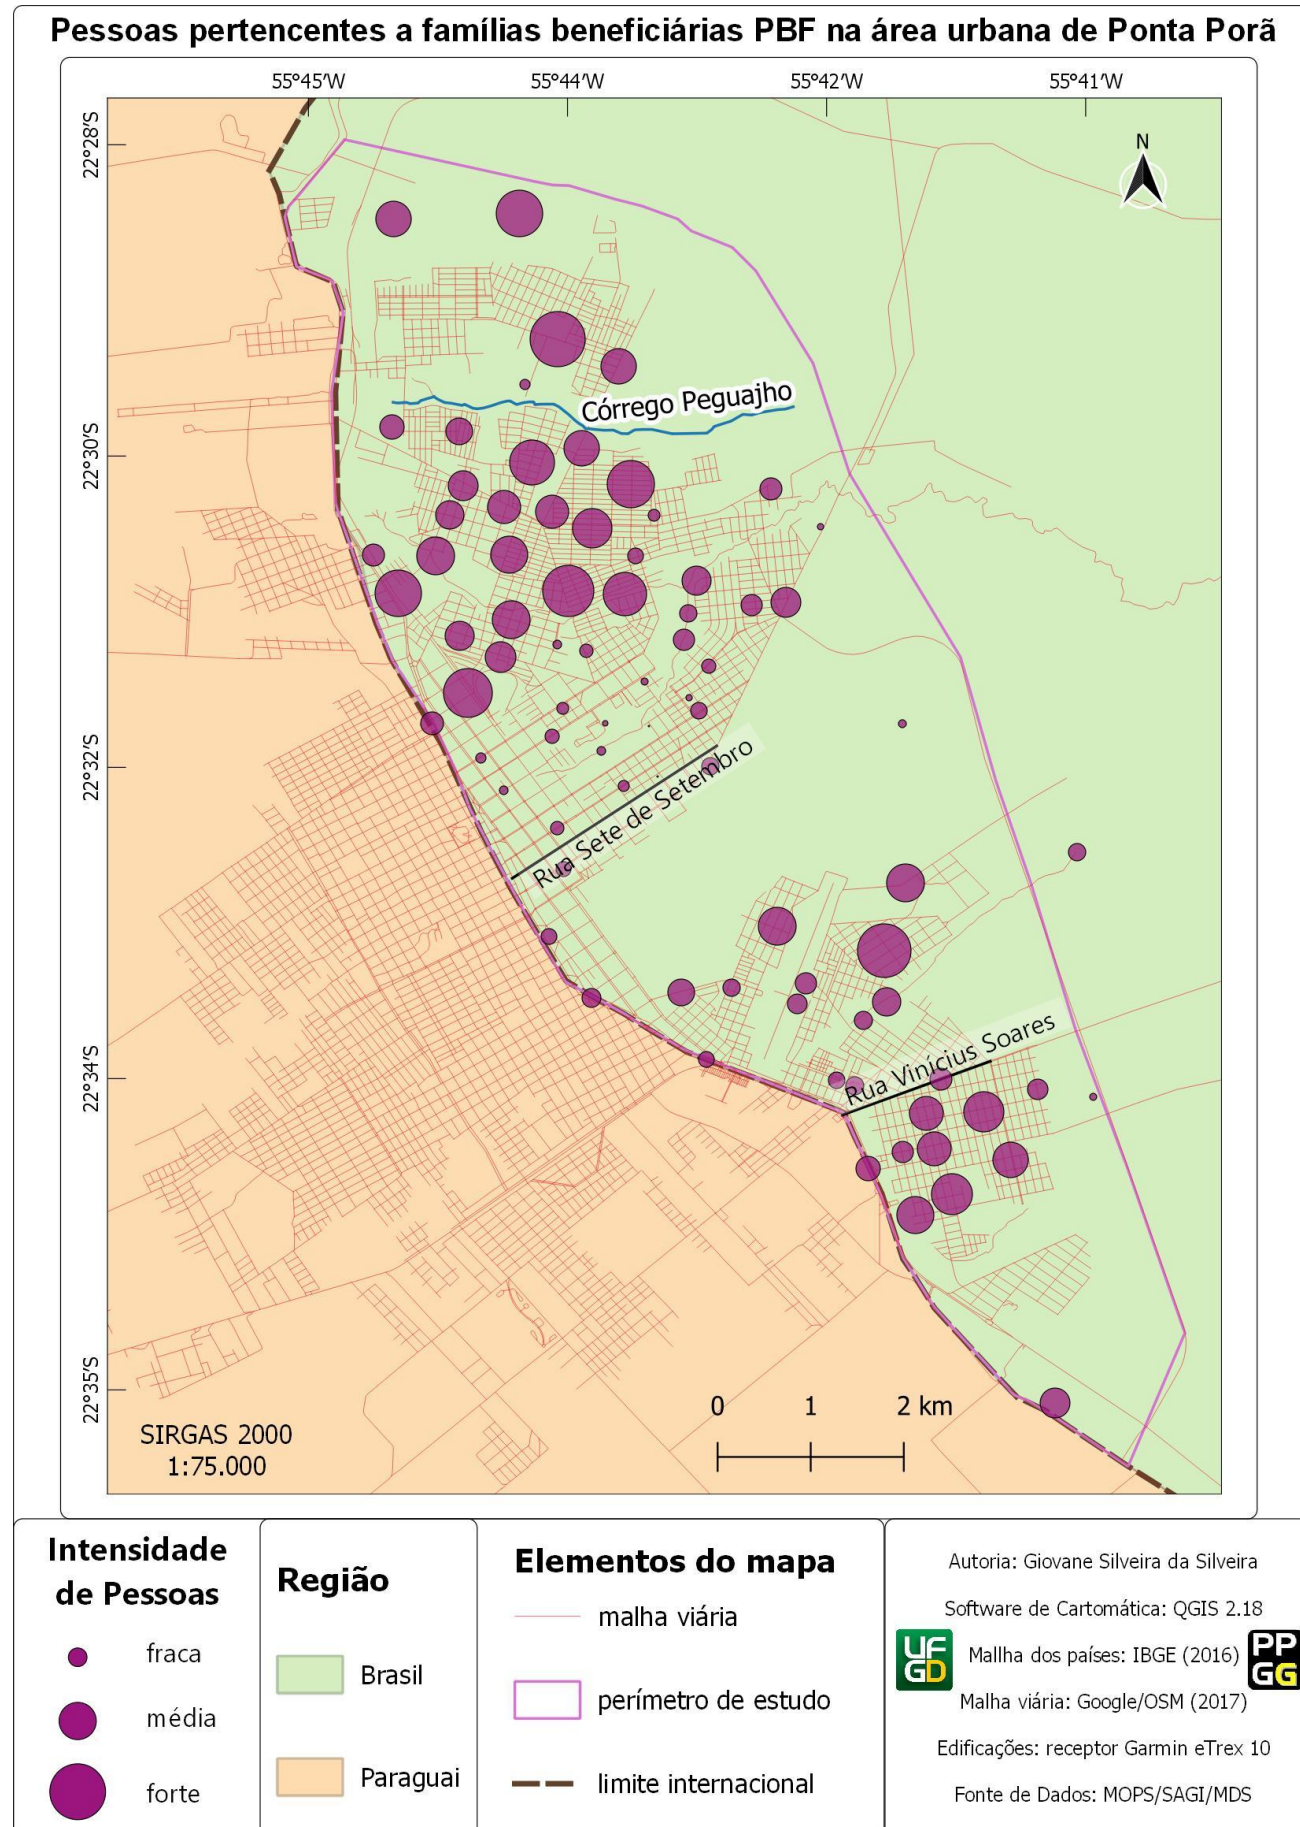 Pessoas pertencentes a famílias beneficiárias PBF na área urbana de Ponta Porã
55°45'W
55°44'W
55°42'W
55°41'W
22°28'S
22°30'S
22°32'S
22°34'S
22°35'S
N
Córrego Peguajho
Rua Sete de Setembro
Rua Vinícius Soares
0 1 2 km
SIRGAS 2000
1:75.000
Intensidade
de Pessoas
fraca
média
forte
Região
Brasil
Paraguai
Elementos do mapa
malha viária
perímetro de estudo
limite internacional
Autoria: Giovane Silveira da Silveira
Software de Cartomática: QGIS 2.18
Mallha dos países: IBGE (2016)
Malha viária: Google/OSM (2017)
Edificações: receptor Garmin eTrex 10
Fonte de Dados: MOPS/SAGI/MDS
UF
GD
PP
GG